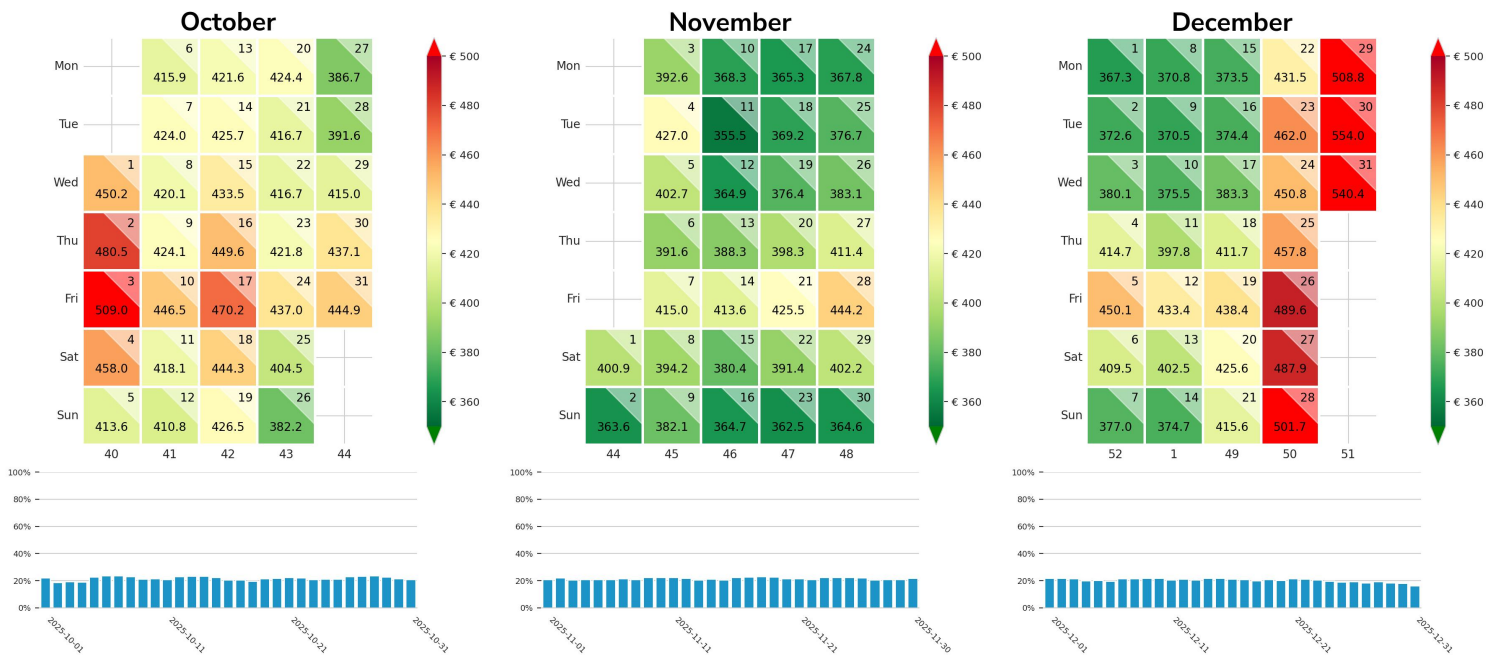 October
6 13 20 27
Mon 415.9 421.6 424.4 386.7
7 14 21 28
Tue 424.0 425.7 416.7 391.6
1 8 15 22 29
Wed 450.2 420.1 433.5 416.7 415.0
2 9 16 23 30
Thu 480.5 424.1 449.6 421.8 437.1
3 10 17 24 31
Fri 509.0 446.5 470.2 437.0 444.9
4 11 18 25
Sat 458.0 418.1 444.3 404.5
5 12 19 26
Sun 413.6 410.8 426.5 382.2
40 41 42 43 44
€ 500
€ 480
€ 460
€ 440
€ 420
€ 400
€ 380
€ 360
100%
80%
60%
40%
20%
0%
2025-10-01 2025-10-11 2025-10-21 2025-10-31
November
3 10 17 24
Mon 392.6 368.3 365.3 367.8
4 11 18 25
Tue 427.0 355.5 369.2 376.7
5 12 19 26
Wed 402.7 364.9 376.4 383.1
6 13 20 27
Thu 391.6 388.3 398.3 411.4
7 14 21 28
Fri 415.0 413.6 425.5 444.2
1 8 15 22 29
Sat 400.9 394.2 380.4 391.4 402.2
2 9 16 23 30
Sun 363.6 382.1 364.7 362.5 364.6
44 45 46 47 48
€ 500
€ 480
€ 460
€ 440
€ 420
€ 400
€ 380
€ 360
100%
80%
60%
40%
20%
0%
2025-11-01 2025-11-11 2025-11-21 2025-11-30
December
1 8 15 22 29
Mon 367.3 370.8 373.5 431.5 508.8
2 9 16 23 30
Tue 372.6 370.5 374.4 462.0 554.0
3 10 17 24 31
Wed 380.1 375.5 383.3 450.8 540.4
4 11 18 25
Thu 414.7 397.8 411.7 457.8
5 12 19 26
Fri 450.1 433.4 438.4 489.6
6 13 20 27
Sat 409.5 402.5 425.6 487.9
7 14 21 28
Sun 377.0 374.7 415.6 501.7
52 1 49 50 51
€ 500
€ 480
€ 460
€ 440
€ 420
€ 400
€ 380
€ 360
100%
80%
60%
40%
20%
0%
2025-12-01 2025-12-11 2025-12-21 2025-12-31